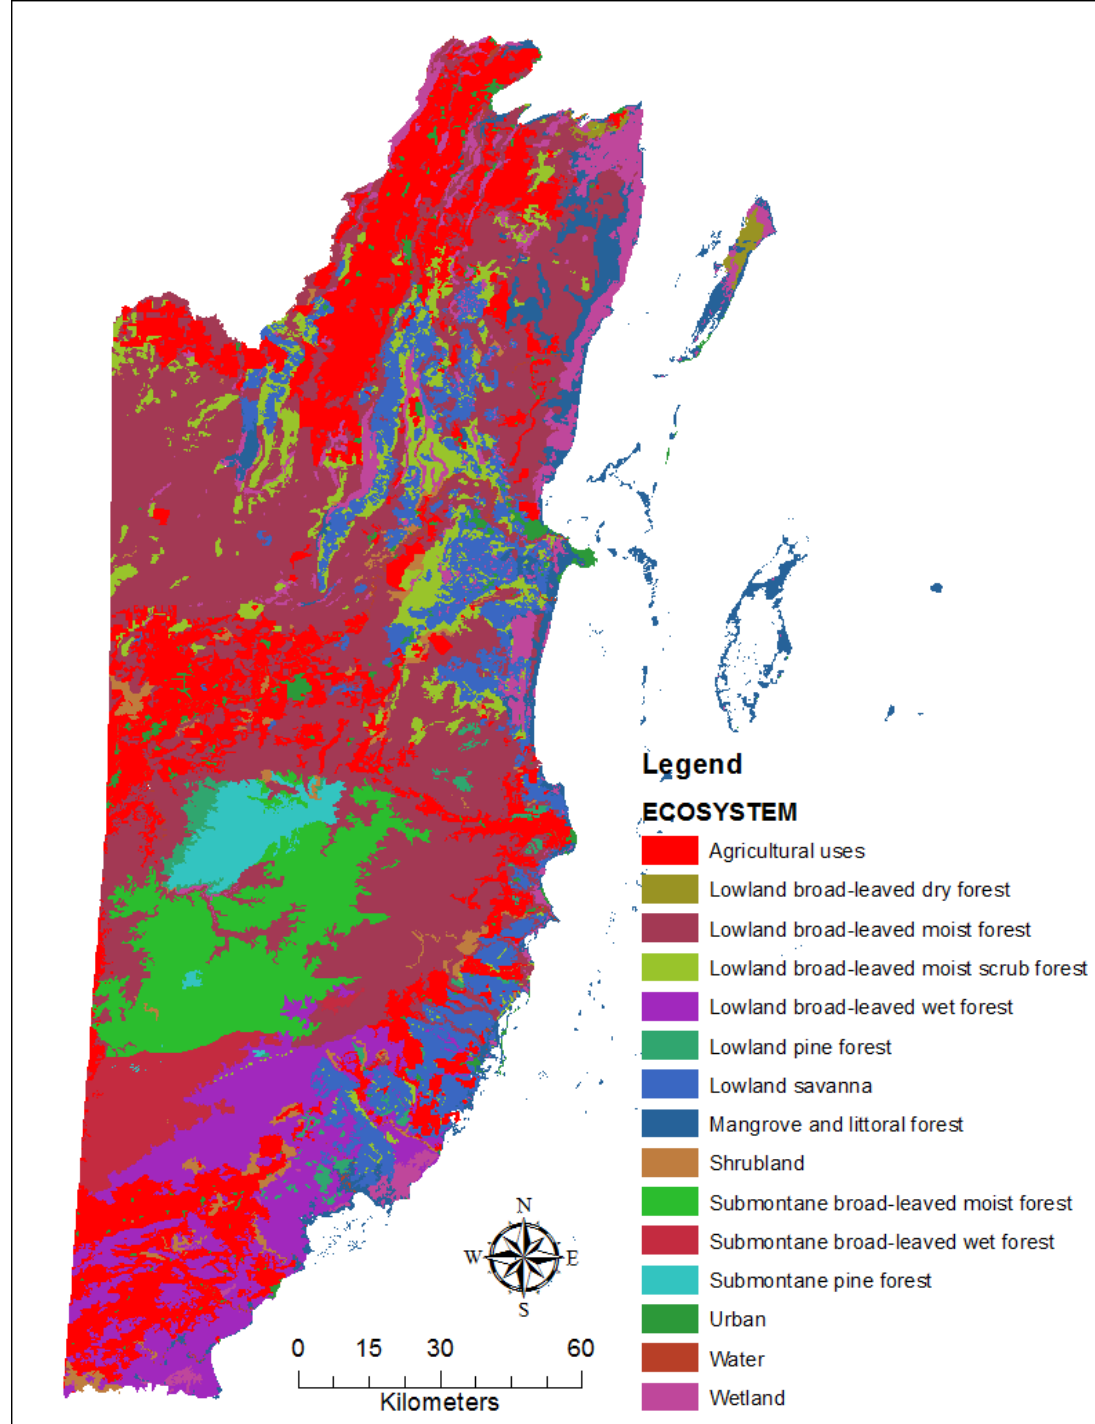 Legend
ECOSYSTEM
Agricultural uses
Lowland broad-leaved dry forest
Lowland broad-leaved moist forest
Lowland broad-leaved moist scrub forest
Lowland broad-leaved wet forest
Lowland pine forest
Lowland savanna
Mangrove and littoral forest
Shrubland
Submontane broad-leaved moist forest
Submontane broad-leaved wet forest
Submontane pine forest
Urban
Water
Wetland
N
W E
S
0 15 30 60
Kilometers